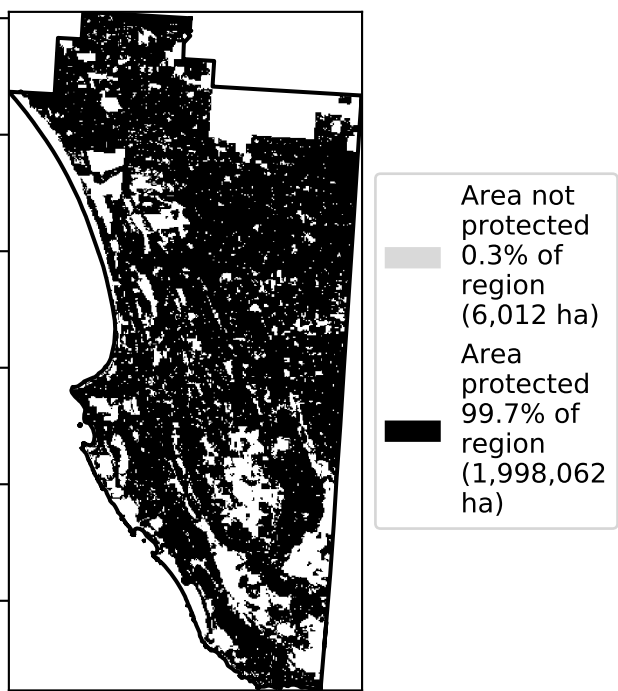 Area not
protected
0.3% of
region
(6,012 ha)
Area
protected
99.7% of
region
(1,998,062
ha)